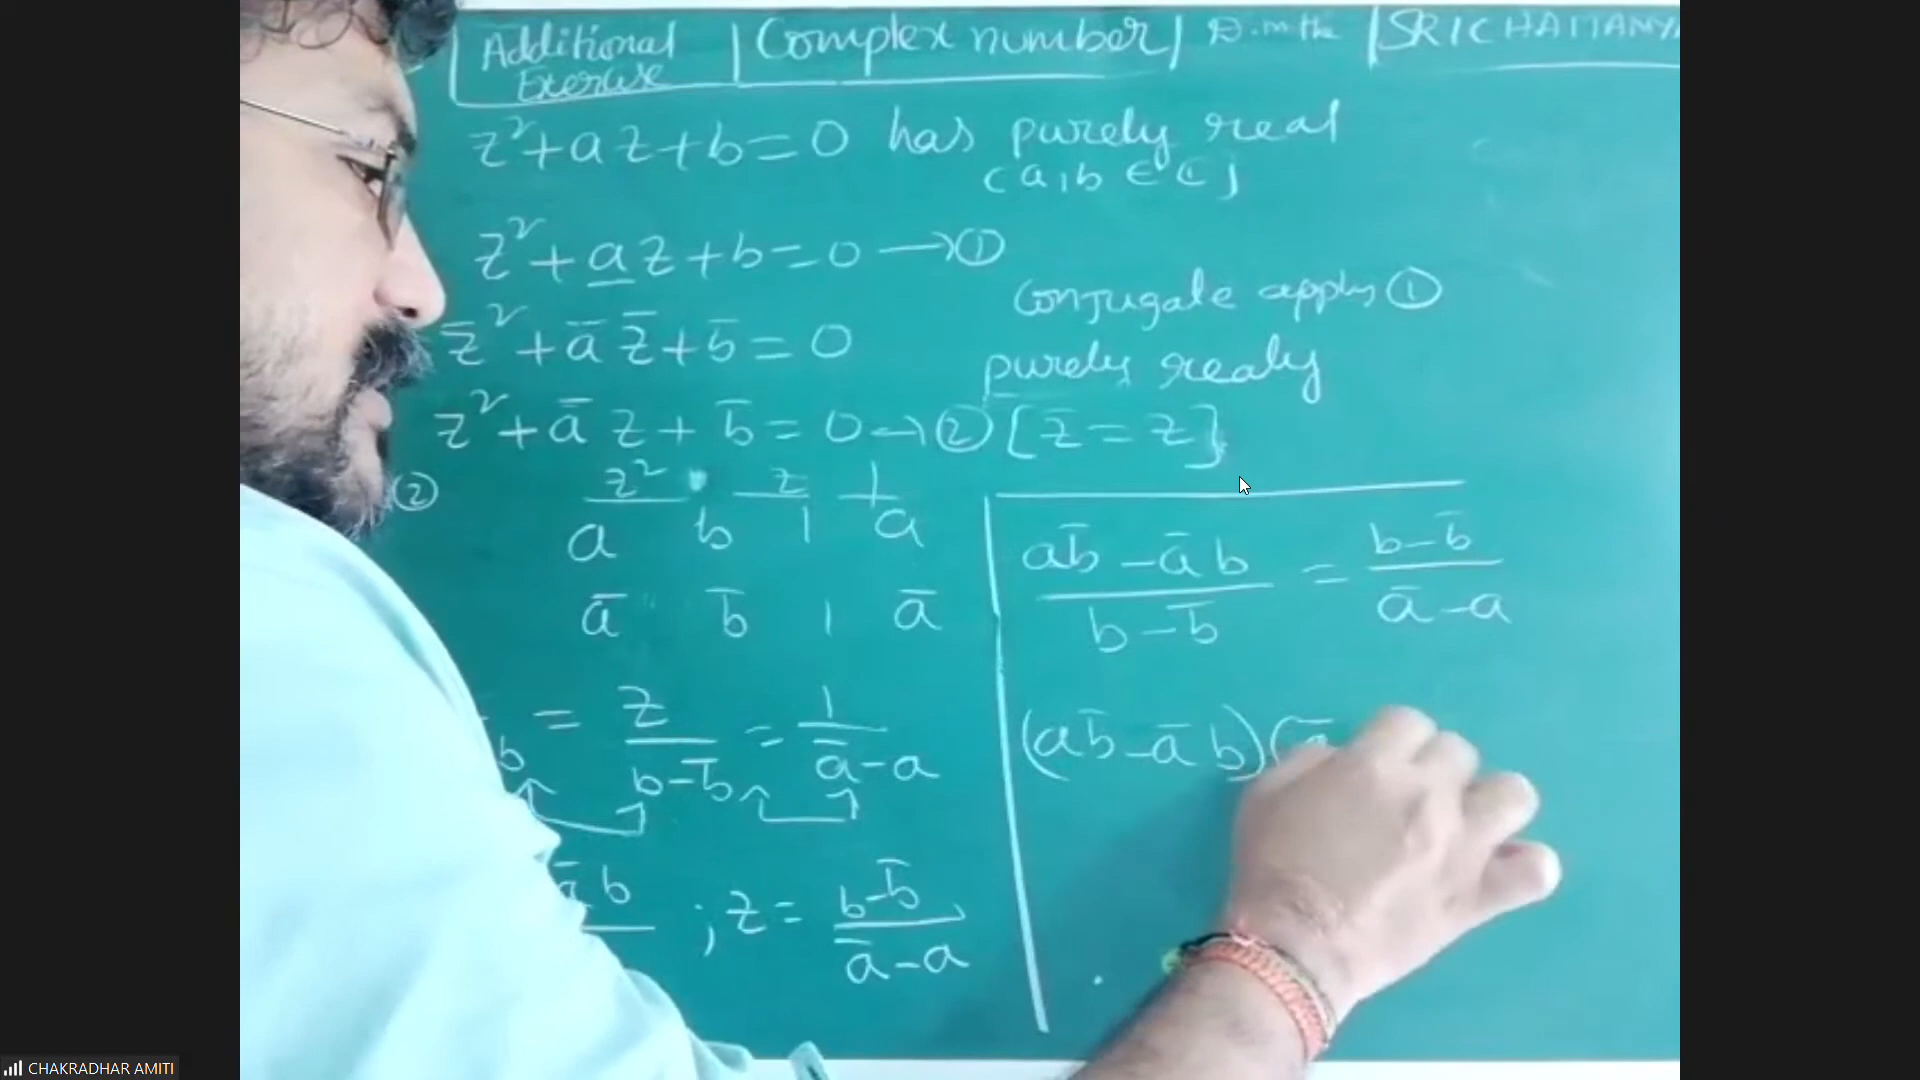 Additional Exercise | Complex number | | SRICHAITANYA
z²+az+b=0 has purely real
(a,b ∈ ℂ)
z²+az+b=0 → ①
Conjugate apply ①
z̄²+āz̄+b̄=0
purely realy
z²+āz+b̄=0 → ② [z̄=z]
② z² z 1
a b 1 a
ā b̄ 1 ā
b = z/(b-b̄) = 1/(ā-a)
āb ; z = (b-b̄)/(ā-a)
(ab̄-āb)/(b-b̄) = (b-b̄)/(ā-a)
(ab̄-āb)(ā
CHAKRADHAR AMITI